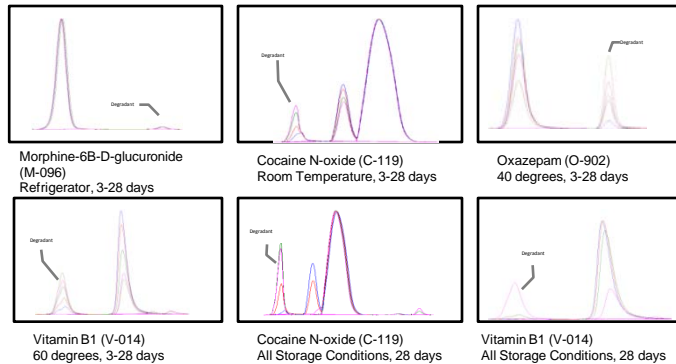 Degradant
Degradant
Degradant
Morphine-6B-D-glucuronide
(M-096)
Refrigerator, 3-28 days
Cocaine N-oxide (C-119)
Room Temperature, 3-28 days
Oxazepam (O-902)
40 degrees, 3-28 days
Degradant
Degradant
Degradant
Vitamin B1 (V-014)
60 degrees, 3-28 days
Cocaine N-oxide (C-119)
All Storage Conditions, 28 days
Vitamin B1 (V-014)
All Storage Conditions, 28 days